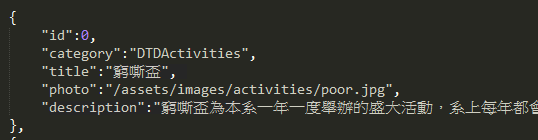 {
"id":0,
"category":"DTDActivities",
"title":"窮嘶盃",
"photo":"/assets/images/activities/poor.jpg",
"description":"窮嘶盃為本系一年一度舉辦的盛大活動，系上每年都會
},